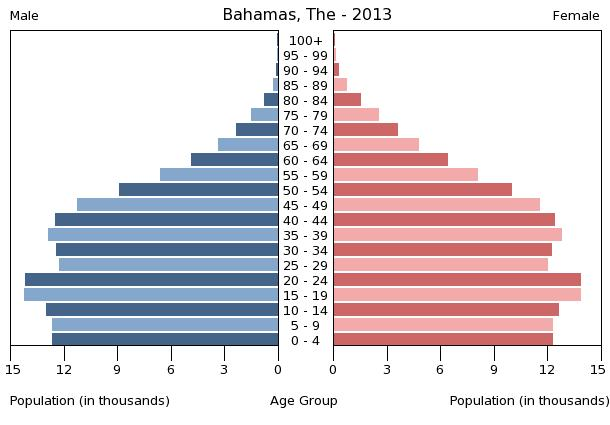 Bahamas, The - 2013
Male
Female
100+
95 - 99
90 - 94
85 - 89
80 - 84
75 - 79
70 - 74
65 - 69
60 - 64
55 - 59
50 - 54
45 - 49
40 - 44
35 - 39
30 - 34
25 - 29
20 - 24
15 - 19
10 - 14
5 - 9
0 - 4
15 12 9 6 3 0 0 3 6 9 12 15
Population (in thousands) Age Group Population (in thousands)